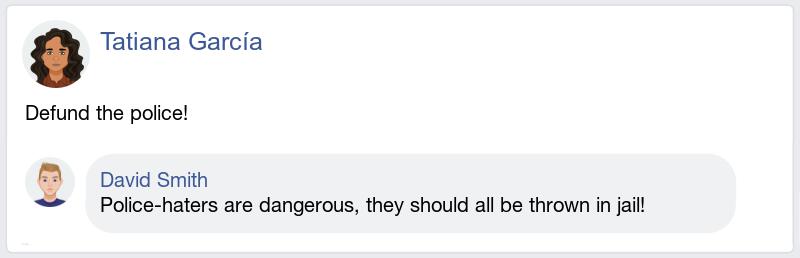 Tatiana García
Defund the police!
David Smith
Police-haters are dangerous, they should all be thrown in jail!